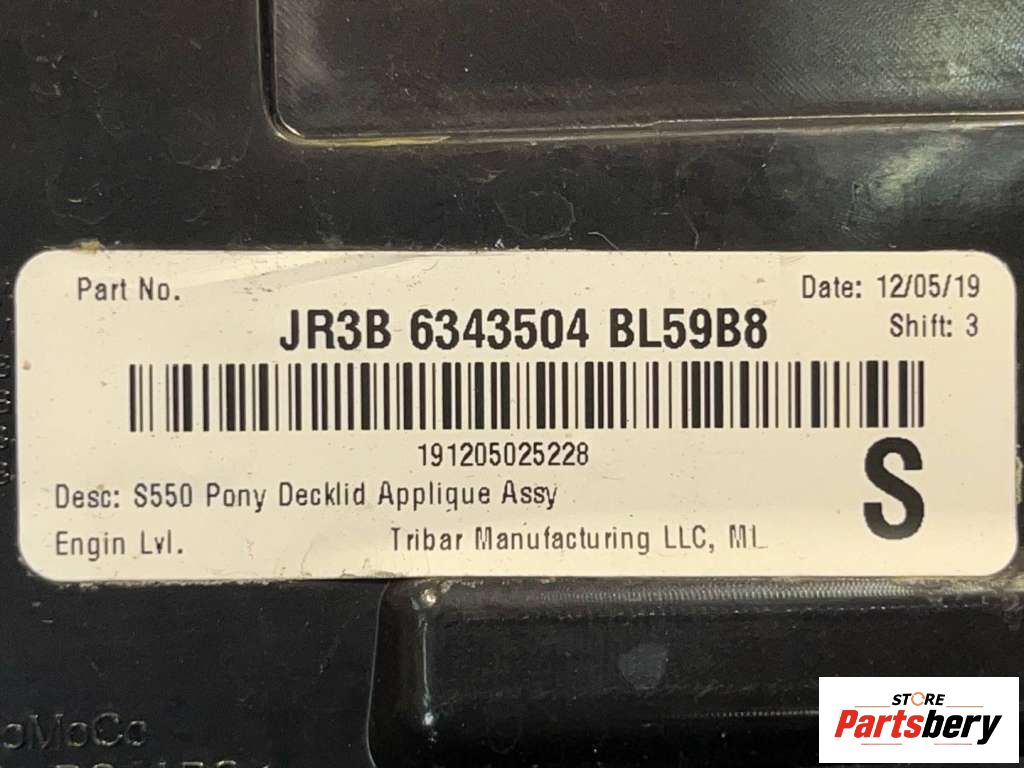 Part No.
Date: 12/05/19
JR3B 6343504 BL59B8
Shift: 3
191205025228
S
Desc: S550 Pony Decklid Applique Assy
Engin Lvl.
Tribar Manufacturing LLC, MI
oMoCo
STORE
Partsbery